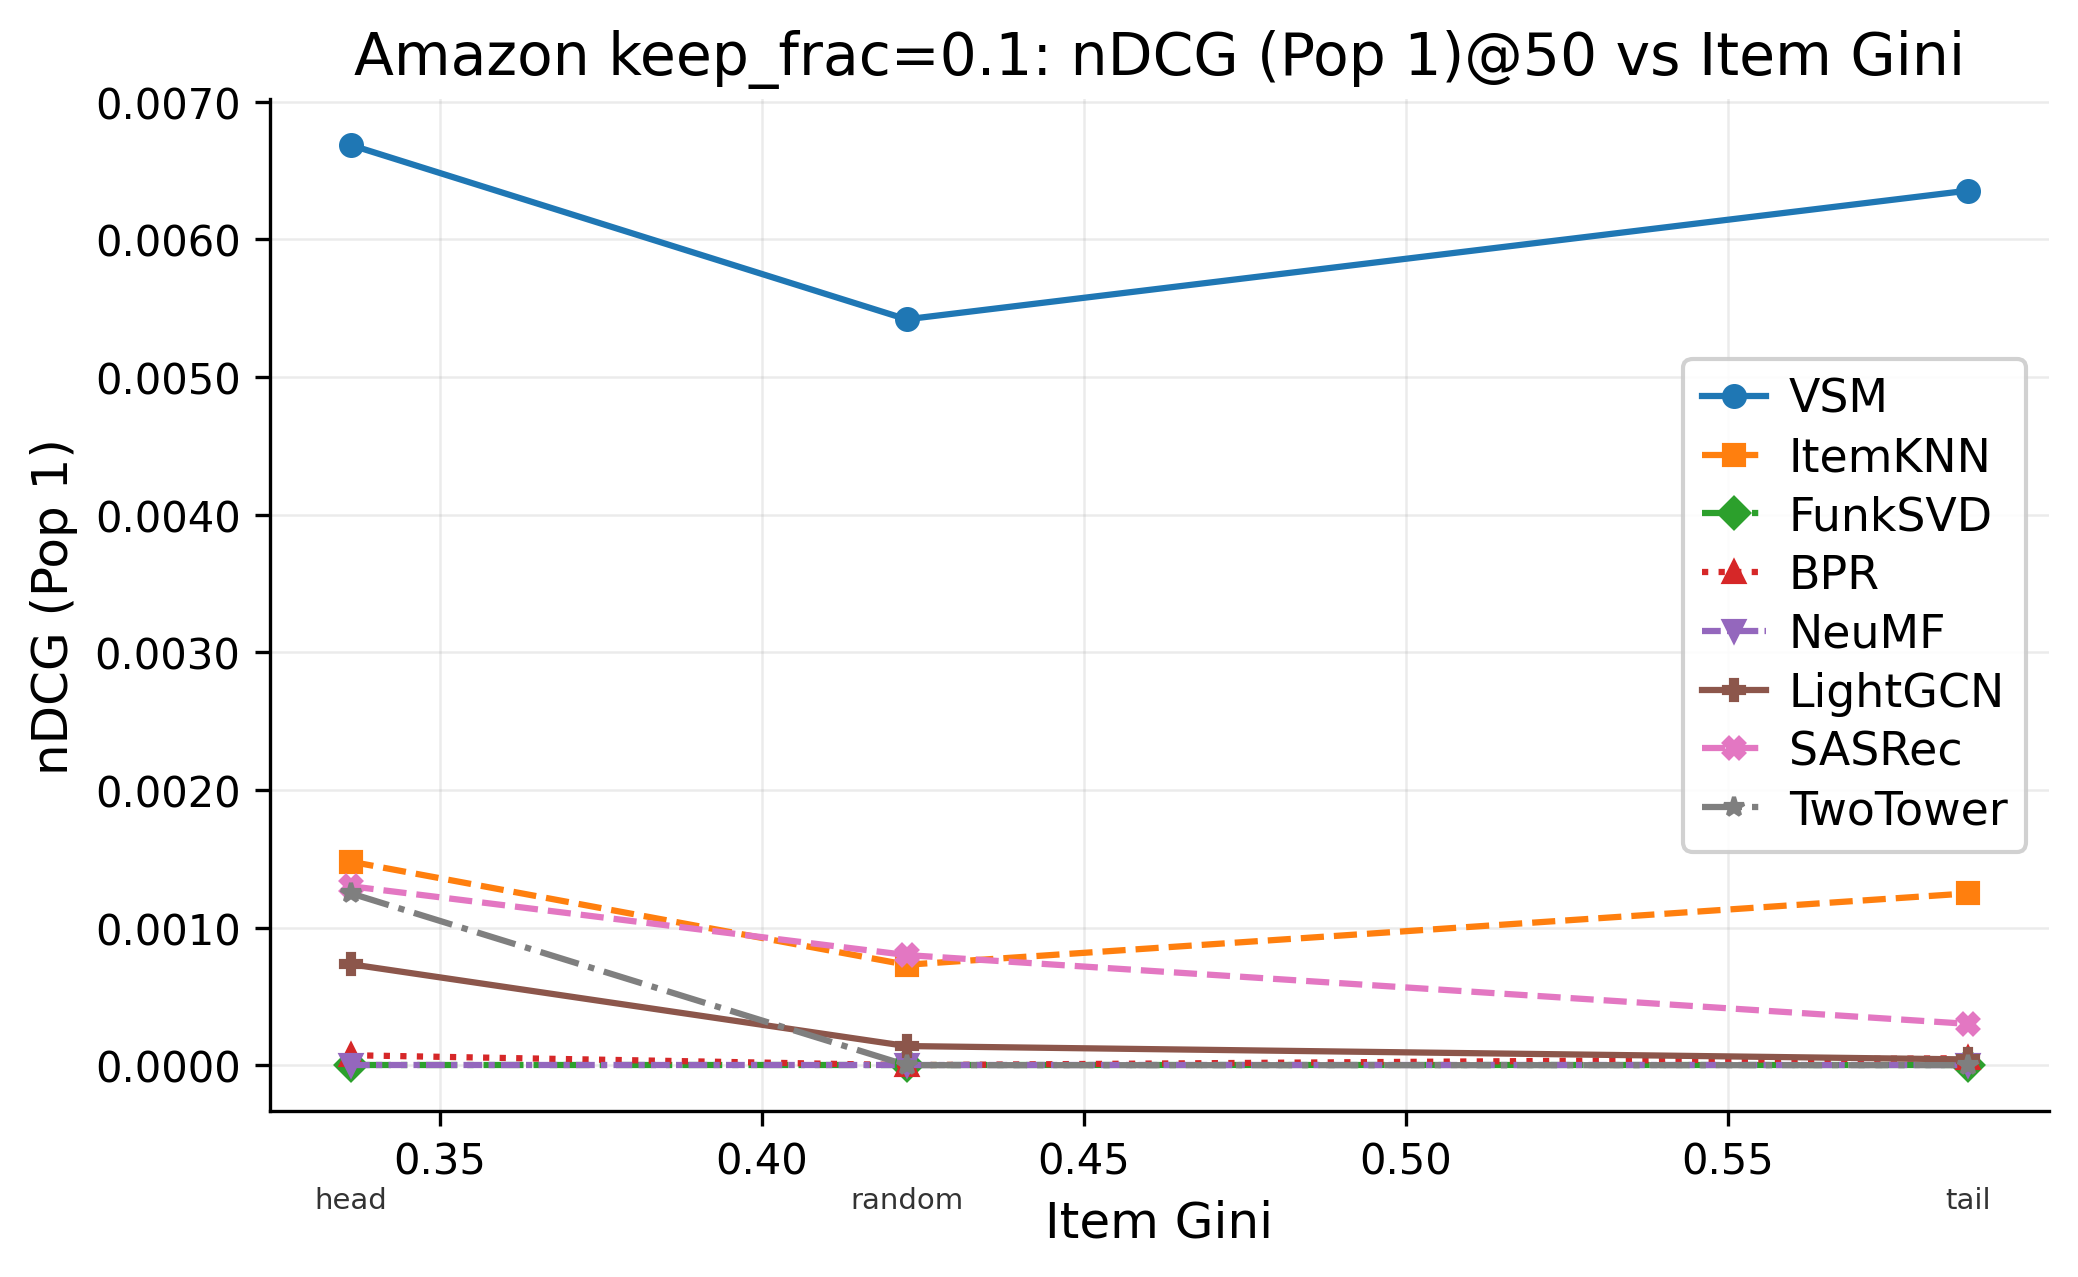 Amazon keep_frac=0.1: nDCG (Pop 1)@50 vs Item Gini
nDCG (Pop 1)
0.0070
0.0060
0.0050
0.0040
0.0030
0.0020
0.0010
0.0000
VSM
ItemKNN
FunkSVD
BPR
NeuMF
LightGCN
SASRec
TwoTower
0.35 0.40 0.45 0.50 0.55
head random tail
Item Gini